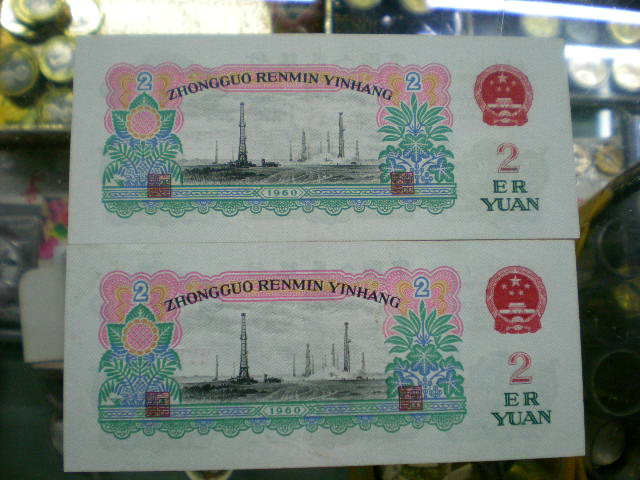 2 2
ZHONGGUO RENMIN YINHANG
2
ER
YUAN
1960
2 2
ZHONGGUO RENMIN YINHANG
2
ER
YUAN
1960